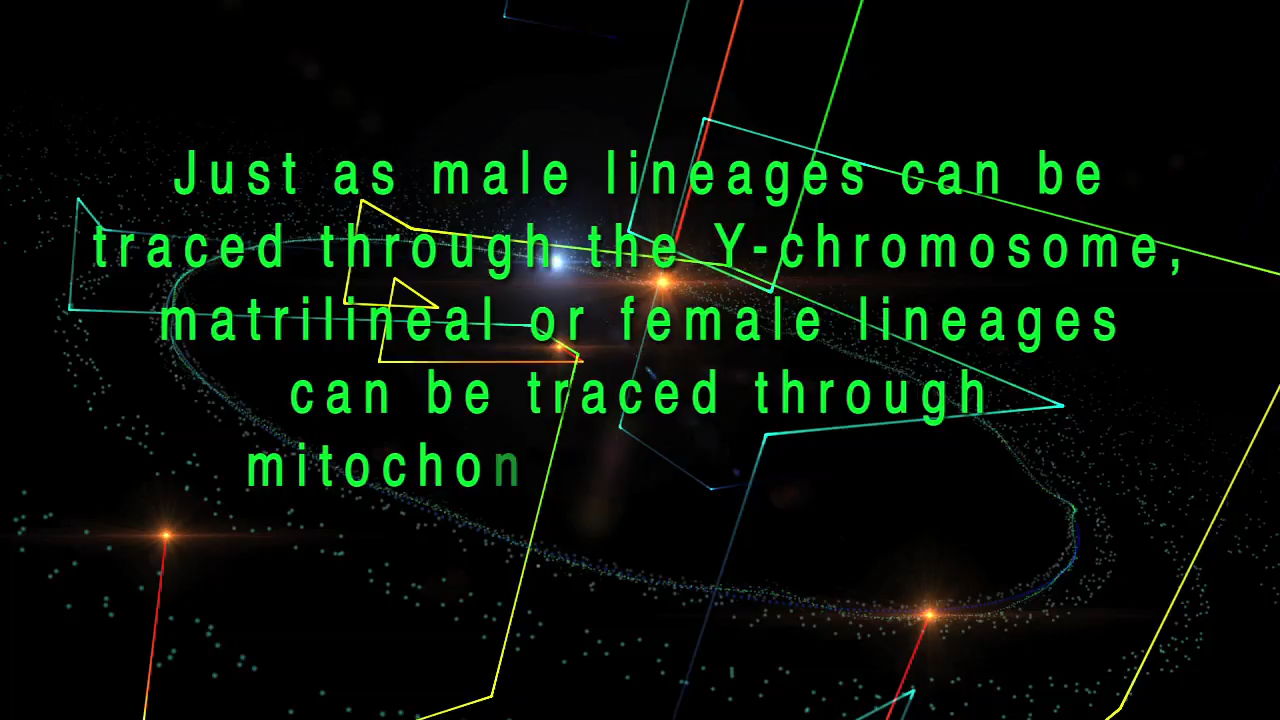 Just as male lineages can be
traced through the Y-chromosome,
matrilineal or female lineages
can be traced through
mitochon